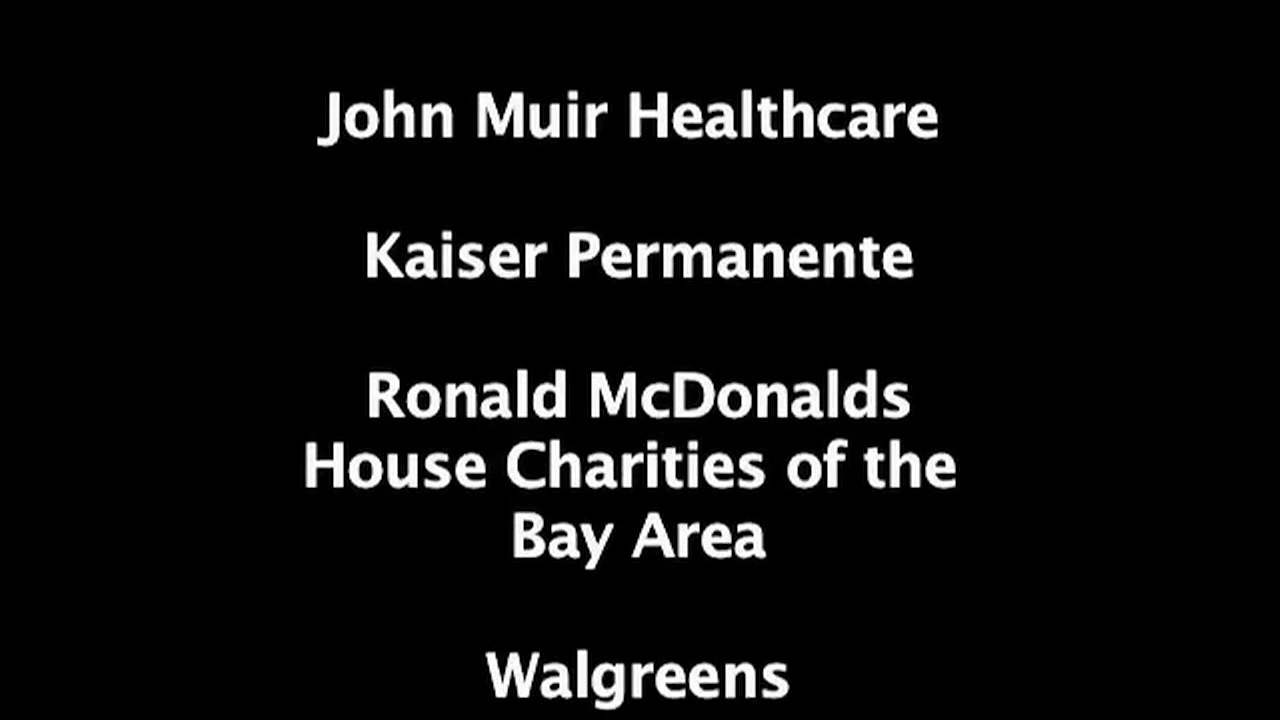 John Muir Healthcare
Kaiser Permanente
Ronald McDonalds
House Charities of the
Bay Area
Walgreens